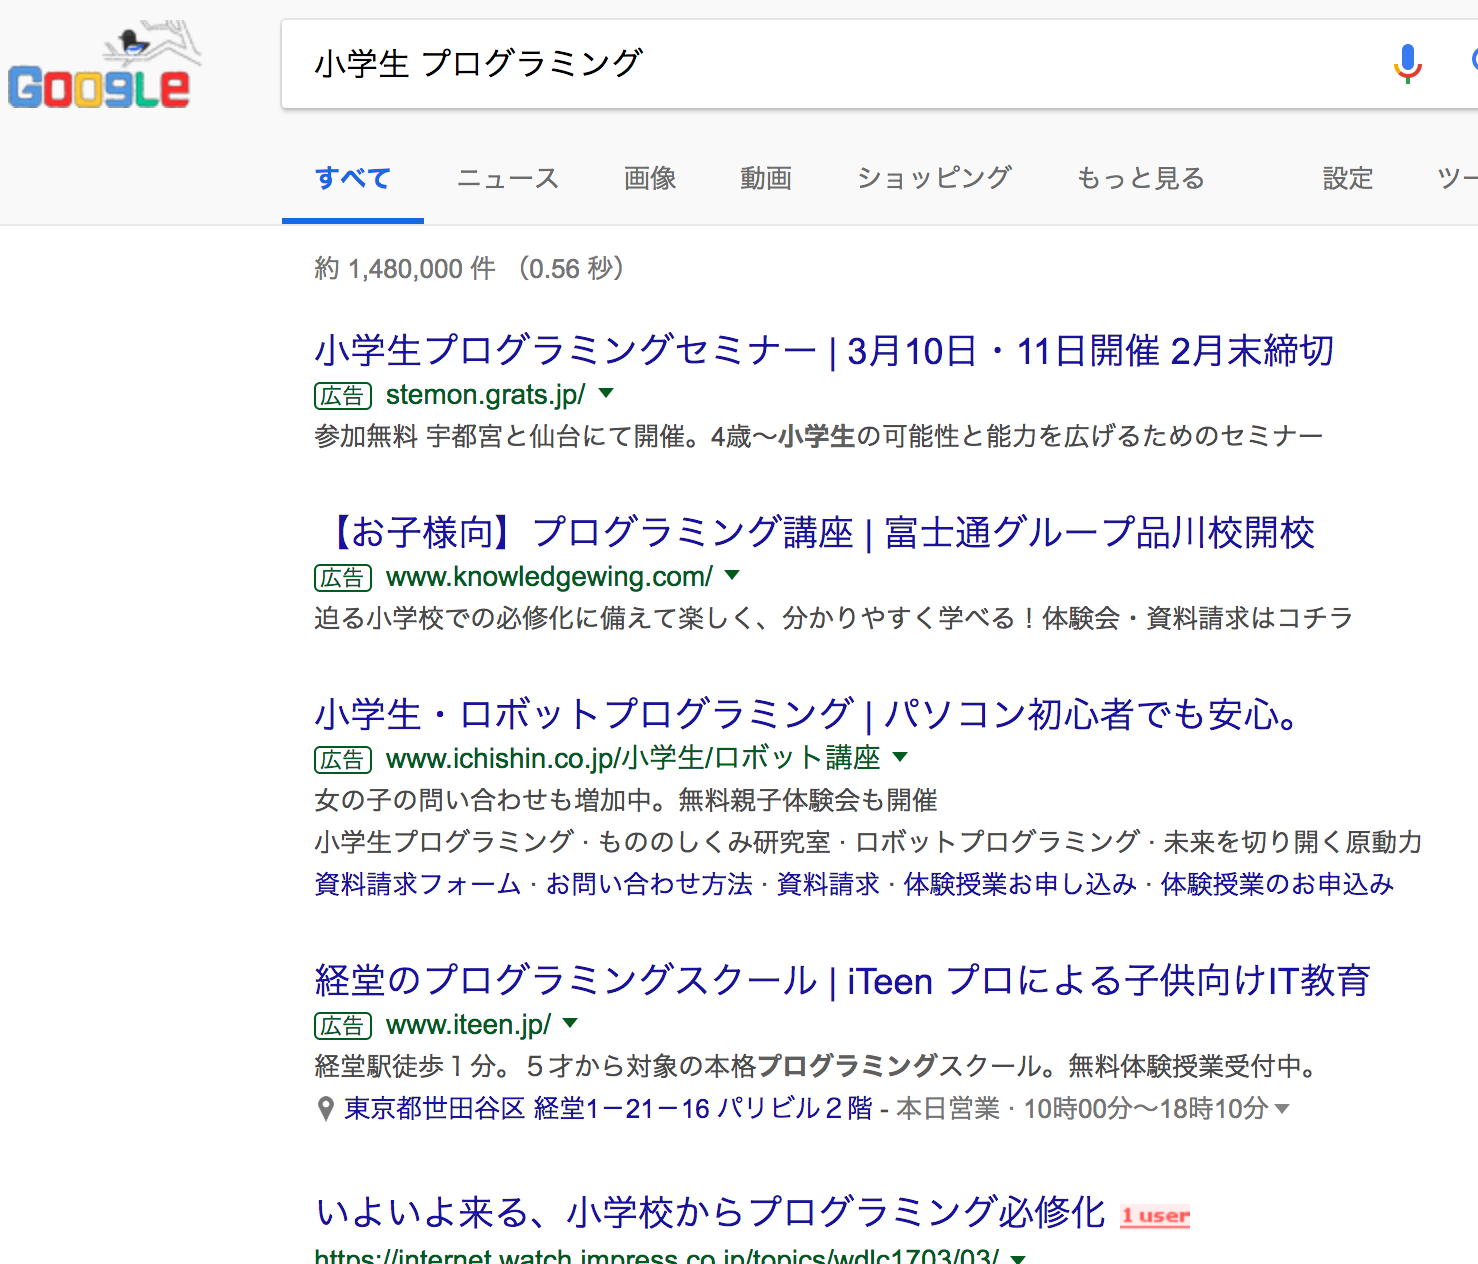 Google
小学生 プログラミング
すべて ニュース 画像 動画 ショッピング もっと見る 設定 ツー
約 1,480,000 件 （0.56 秒）
小学生プログラミングセミナー | 3月10日・11日開催 2月末締切
広告 stemon.grats.jp/
参加無料 宇都宮と仙台にて開催。4歳〜小学生の可能性と能力を広げるためのセミナー
【お子様向】プログラミング講座 | 富士通グループ品川校開校
広告 www.knowledgewing.com/
迫る小学校での必修化に備えて楽しく、分かりやすく学べる！体験会・資料請求はコチラ
小学生・ロボットプログラミング | パソコン初心者でも安心。
広告 www.ichishin.co.jp/小学生/ロボット講座
女の子の問い合わせも増加中。無料親子体験会も開催
小学生プログラミング · もののしくみ研究室 · ロボットプログラミング · 未来を切り開く原動力
資料請求フォーム · お問い合わせ方法 · 資料請求 · 体験授業お申し込み · 体験授業のお申込み
経堂のプログラミングスクール | iTeen プロによる子供向けIT教育
広告 www.iteen.jp/
経堂駅徒歩１分。５才から対象の本格プログラミングスクール。無料体験授業受付中。
東京都世田谷区 経堂1−21−16 パリビル２階 - 本日営業 · 10時00分〜18時10分
いよいよ来る、小学校からプログラミング必修化 1 user
https://internet.watch.impress.co.jp/topics/wdlc1703/03/